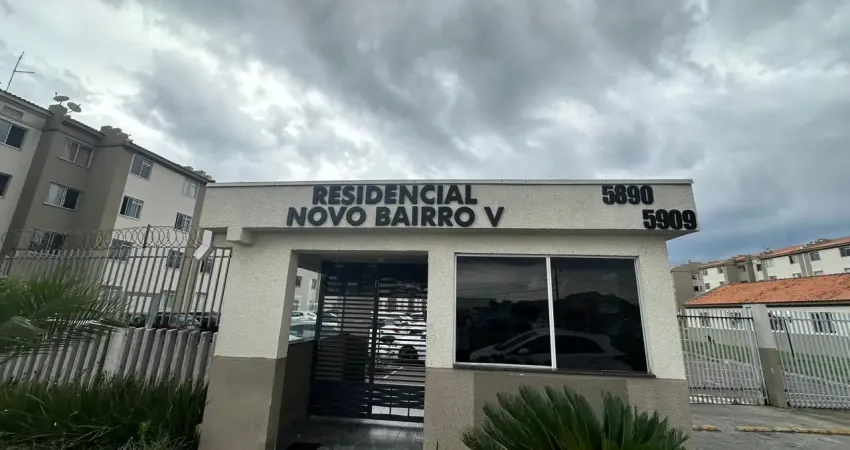 RESIDENCIAL
NOVO BAIRRO V
5890
5909